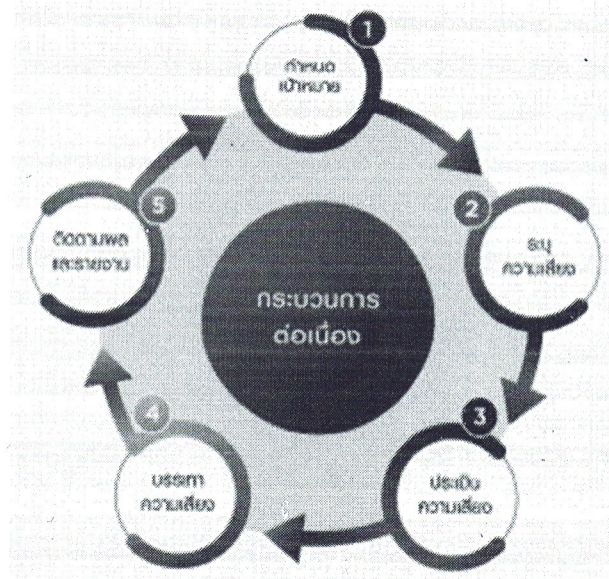 1
กำหนด
เป้าหมาย
2
ระบุ
ความเสี่ยง
3
ประเมิน
ความเสี่ยง
4
บรรเทา
ความเสี่ยง
5
ติดตามผล
และรายงาน
กระบวนการ
ต่อเนื่อง